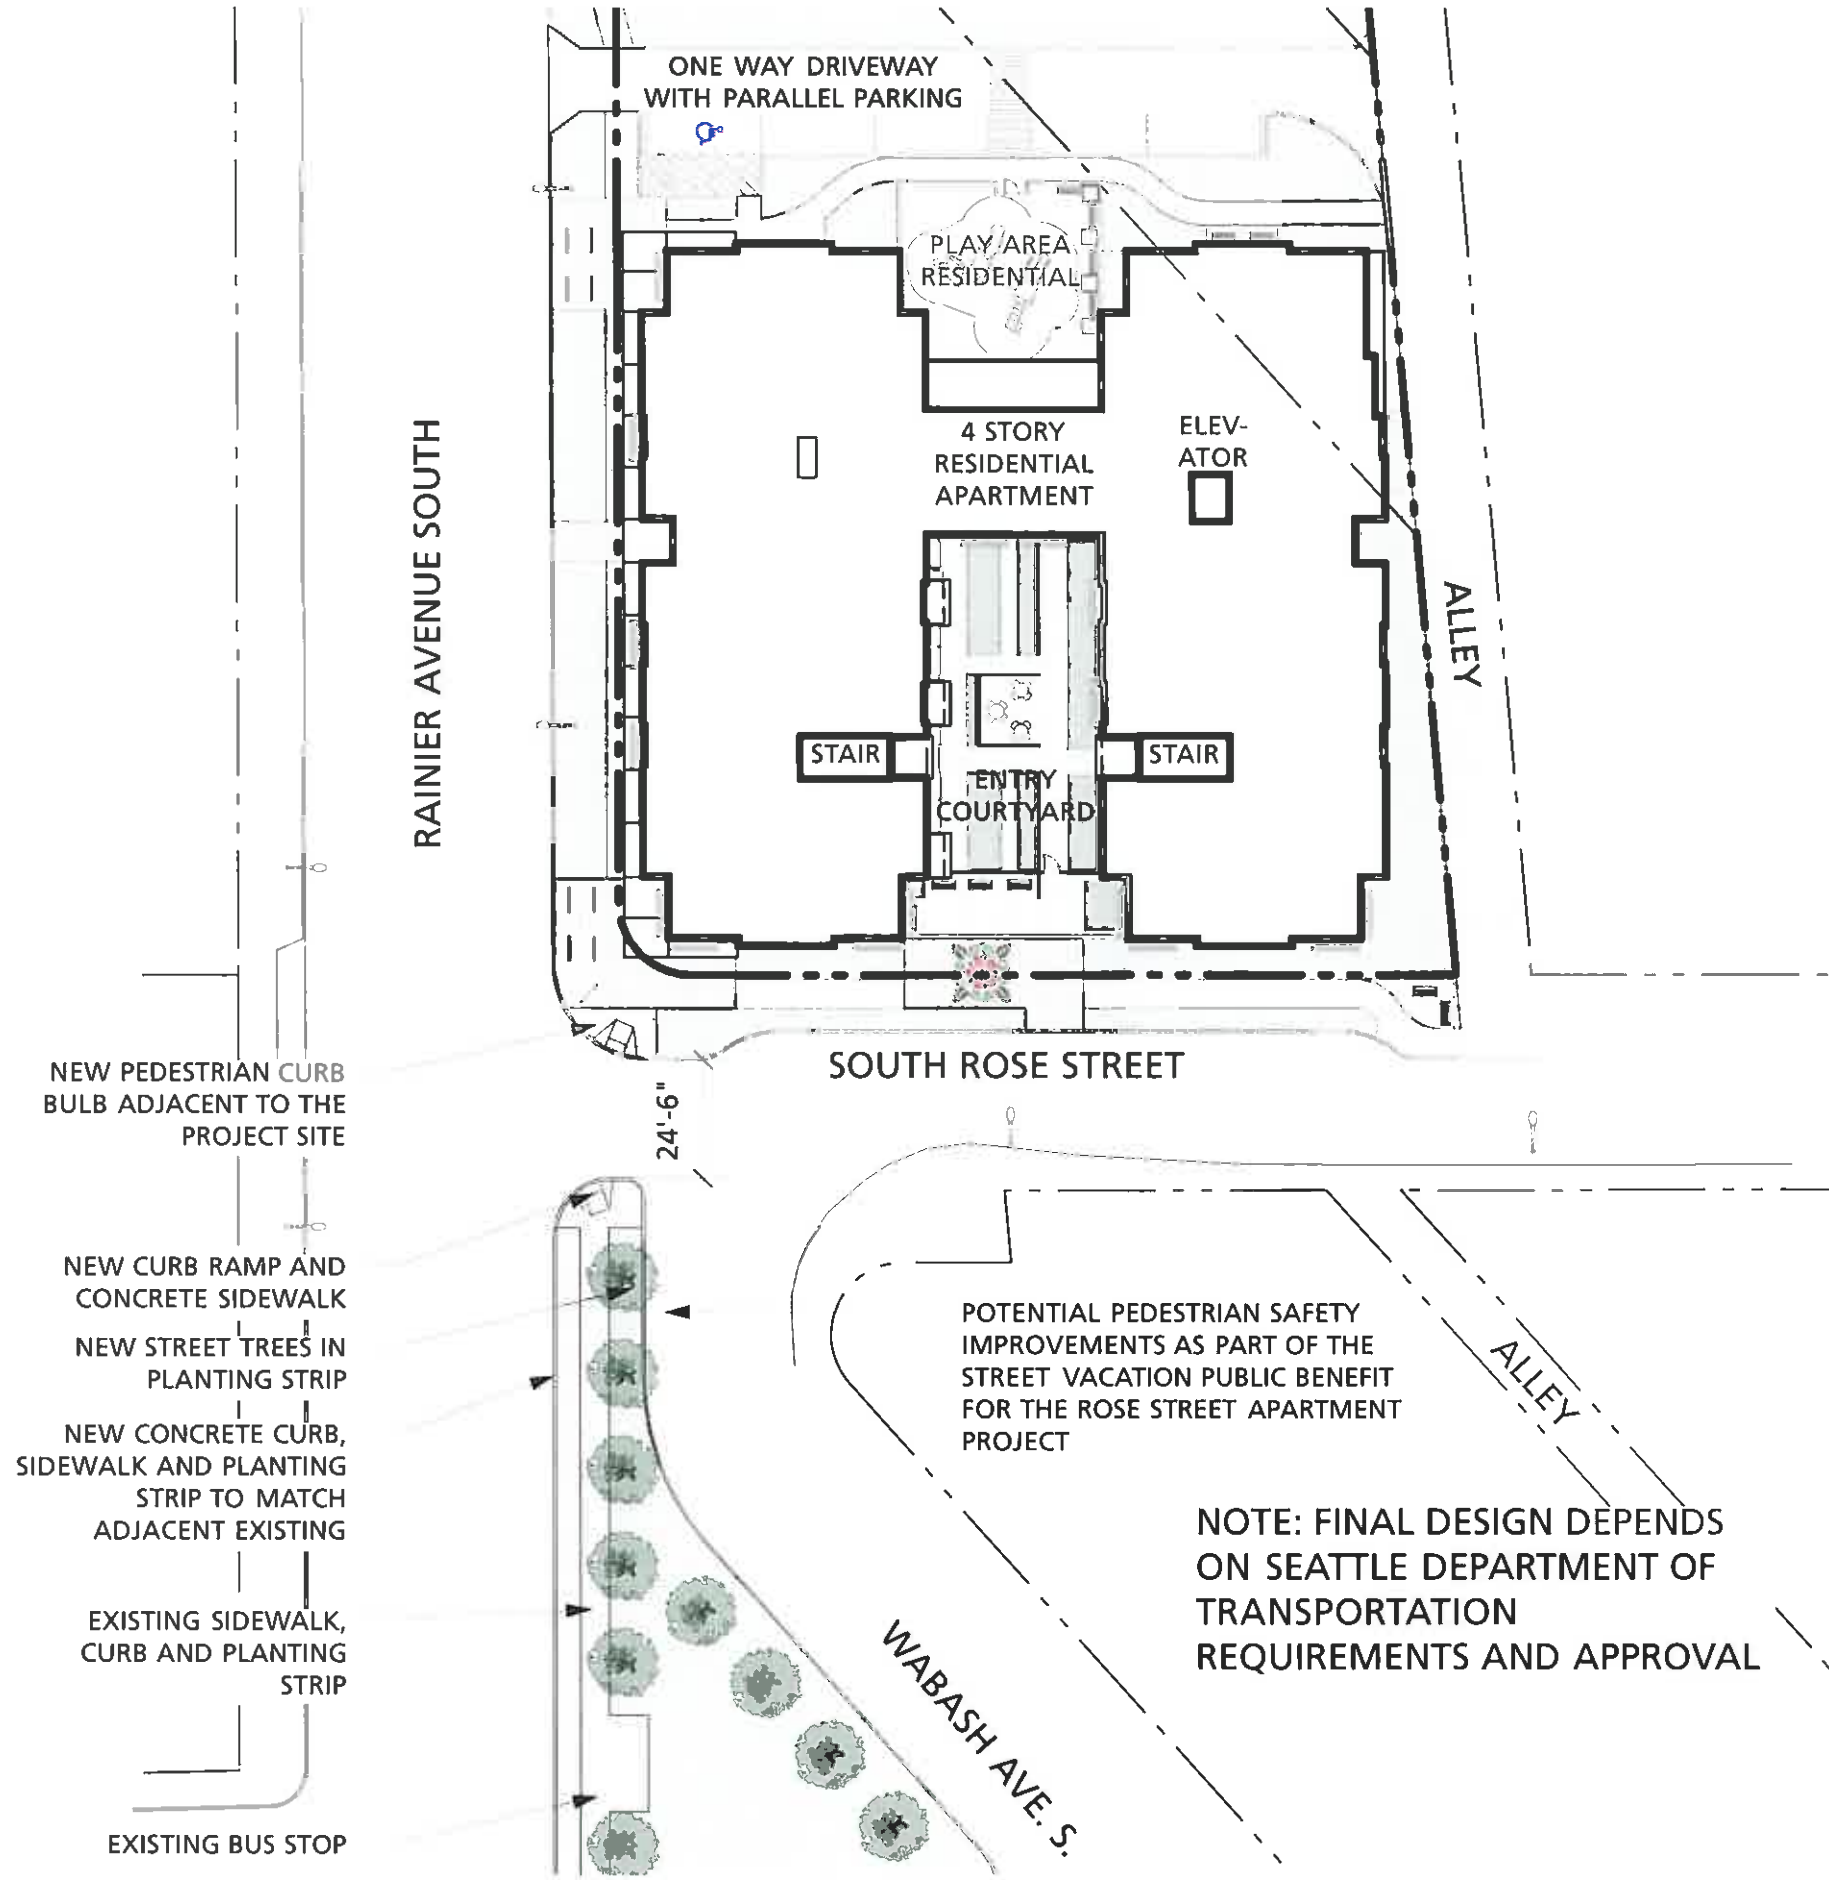 ONE WAY DRIVEWAY
WITH PARALLEL PARKING
PLAY AREA
RESIDENTIAL
4 STORY
RESIDENTIAL
APARTMENT
ELEV-
ATOR
RAINIER AVENUE SOUTH
ALLEY
STAIR
STAIR
ENTRY
COURTYARD
SOUTH ROSE STREET
NEW PEDESTRIAN CURB
BULB ADJACENT TO THE
PROJECT SITE
24'-6"
NEW CURB RAMP AND
CONCRETE SIDEWALK
NEW STREET TREES IN
PLANTING STRIP
NEW CONCRETE CURB,
SIDEWALK AND PLANTING
STRIP TO MATCH
ADJACENT EXISTING
EXISTING SIDEWALK,
CURB AND PLANTING
STRIP
EXISTING BUS STOP
POTENTIAL PEDESTRIAN SAFETY
IMPROVEMENTS AS PART OF THE
STREET VACATION PUBLIC BENEFIT
FOR THE ROSE STREET APARTMENT
PROJECT
ALLEY
NOTE: FINAL DESIGN DEPENDS
ON SEATTLE DEPARTMENT OF
TRANSPORTATION
REQUIREMENTS AND APPROVAL
WABASH AVE. S.